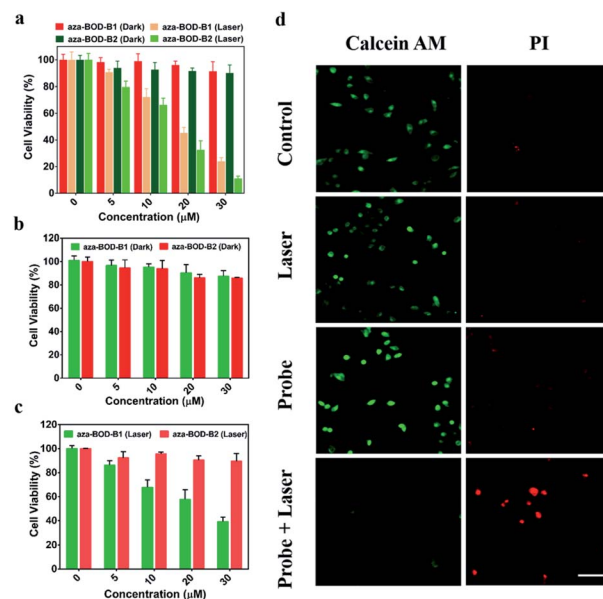 a
aza-BOD-B1 (Dark) aza-BOD-B1 (Laser)
aza-BOD-B2 (Dark) aza-BOD-B2 (Laser)
Cell Viability (%)
120
100
80
60
40
20
0
0 5 10 20 30
Concentration (μM)
b
aza-BOD-B1 (Dark) aza-BOD-B2 (Dark)
Cell Viability (%)
120
100
80
60
40
20
0
0 5 10 20 30
Concentration (μM)
c
aza-BOD-B1 (Laser) aza-BOD-B2 (Laser)
Cell Viability (%)
120
100
80
60
40
20
0
0 5 10 20 30
Concentration (μM)
d
Calcein AM PI
Control
Laser
Probe
Probe + Laser